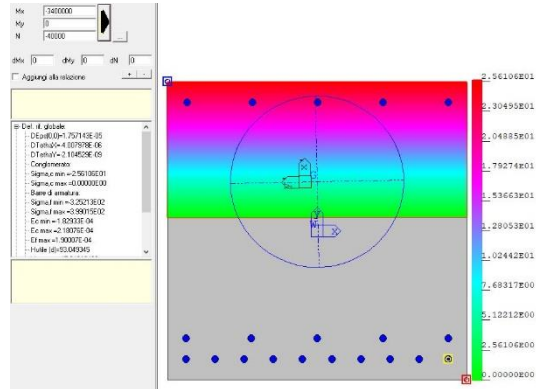 Mx -3400000
My 0
N -40000
...
dMx 0 dMy 0 dN 0
Aggiungi alla relazione + -
Def. rif. globale:
DEps(0,0)=1.757143E-05
DTethaX=-4.007978E-06
DTethaY=-2.104529E-09
Conglomerato:
Sigma,c min =-2.56106E01
Sigma,c max =0.00000E00
Barre di armatura:
Sigma,f min =-3.25213E02
Sigma,f max =3.99015E02
Ec min =-1.82933E-04
Ec max =2.18076E-04
Ef max =1.90007E-04
Hutile (d)=53.049345
2.56106E01
2.30495E01
2.04885E01
1.79274E01
1.53663E01
1.28053E01
1.02442E01
7.68317E00
5.12212E00
2.56106E00
0.00000E00